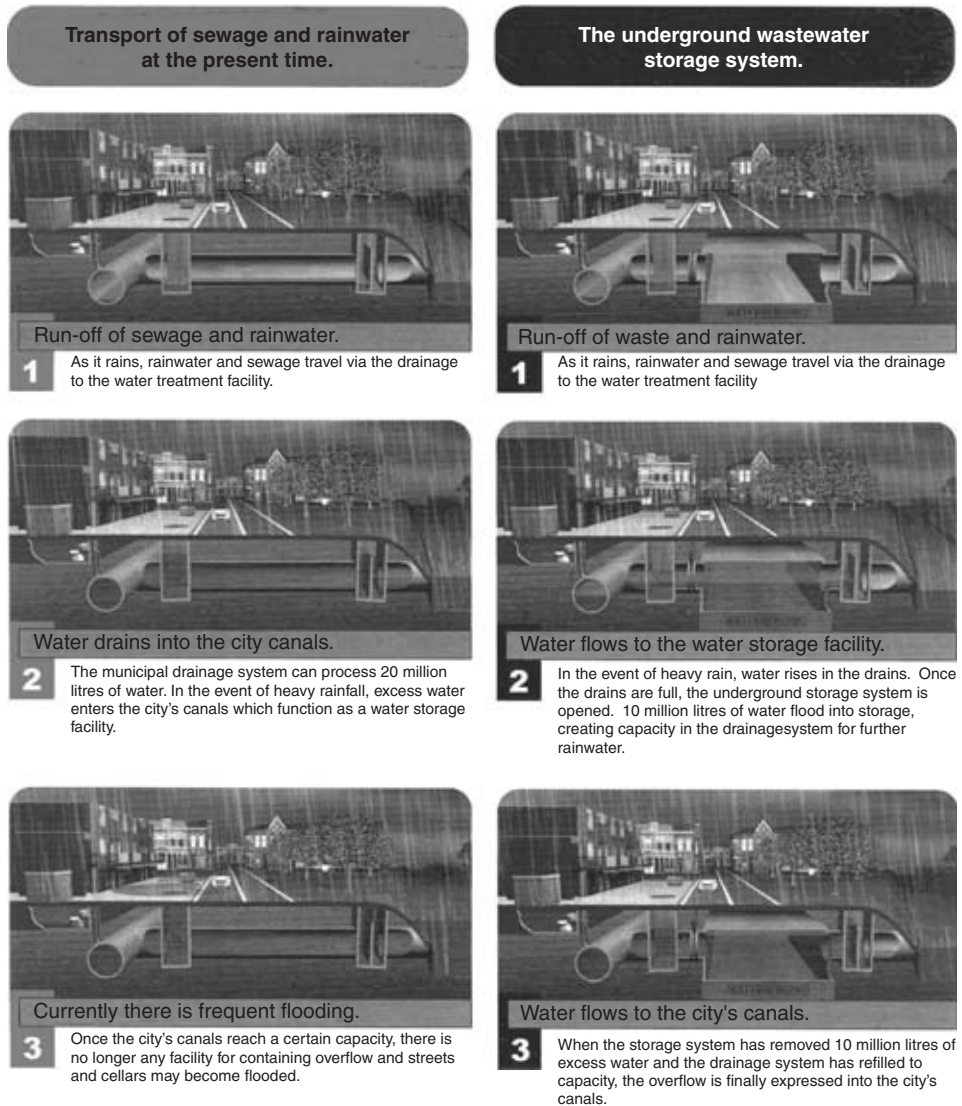 Transport of sewage and rainwater
at the present time.
Run-off of sewage and rainwater.
1
As it rains, rainwater and sewage travel via the drainage
to the water treatment facility.
Water drains into the city canals.
2
The municipal drainage system can process 20 million
litres of water. In the event of heavy rainfall, excess water
enters the city's canals which function as a water storage
facility.
Currently there is frequent flooding.
3
Once the city's canals reach a certain capacity, there is
no longer any facility for containing overflow and streets
and cellars may become flooded.
The underground wastewater
storage system.
Run-off of waste and rainwater.
1
As it rains, rainwater and sewage travel via the drainage
to the water treatment facility
Water flows to the water storage facility.
2
In the event of heavy rain, water rises in the drains. Once
the drains are full, the underground storage system is
opened. 10 million litres of water flood into storage,
creating capacity in the drainagesystem for further
rainwater.
Water flows to the city's canals.
3
When the storage system has removed 10 million litres of
excess water and the drainage system has refilled to
capacity, the overflow is finally expressed into the city's
canals.